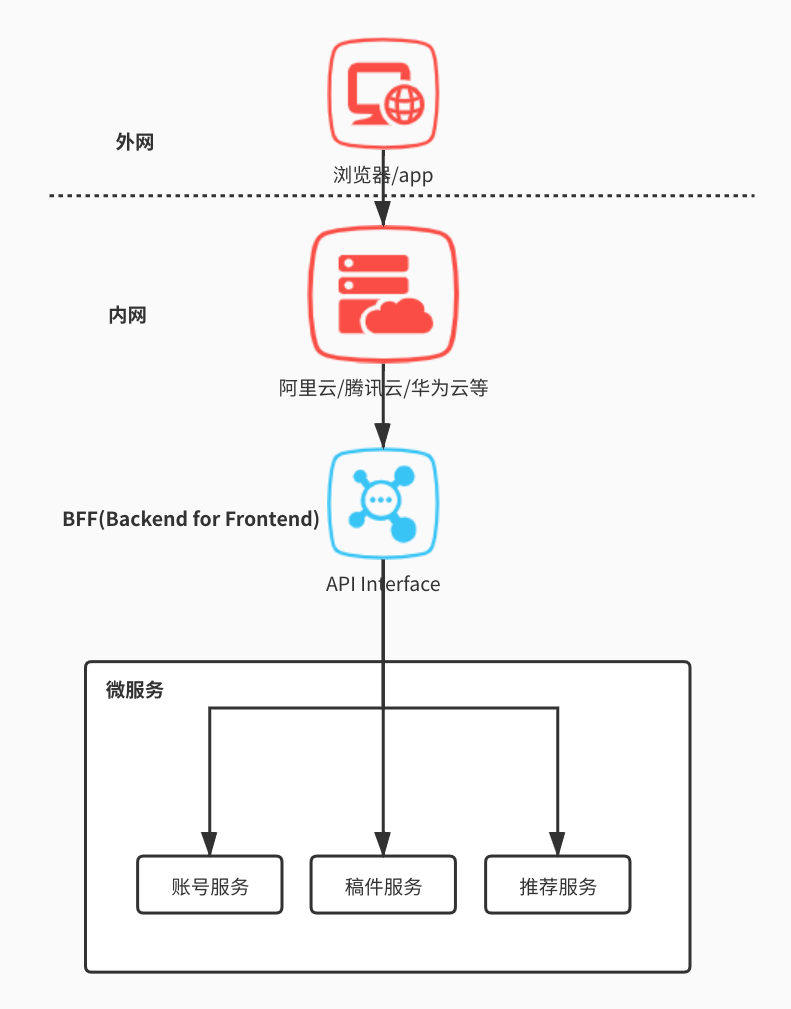 外网
浏览器/app
内网
阿里云/腾讯云/华为云等
BFF(Backend for Frontend)
API Interface
微服务
账号服务
稿件服务
推荐服务